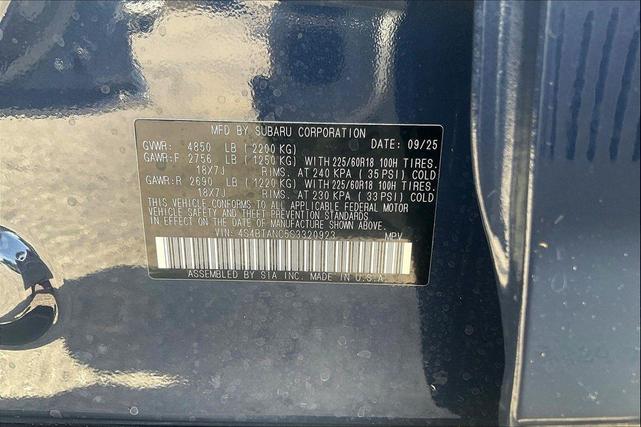 MFD BY SUBARU CORPORATION
GVWR: 4850 LB (2200 KG) DATE: 09/25
GAWR:F 2756 LB (1250 KG) WITH 225/60R18 100H TIRES.
18X7J RIMS. AT 240 KPA (35 PSI) COLD
GAWR:R 2690 LB (1220 KG) WITH 225/60R18 100H TIRES.
18X7J RIMS. AT 230 KPA (33 PSI) COLD
THIS VEHICLE CONFORMS TO ALL APPLICABLE FEDERAL MOTOR
VEHICLE SAFETY AND THEFT PREVENTION STANDARDS
IN EFFECT ON THE DATE OF MANUFACTURE SHOWN ABOVE.
VIN: 4S4BTANC5S3320923 MPV
ASSEMBLED BY SIA INC. MADE IN U.S.A.